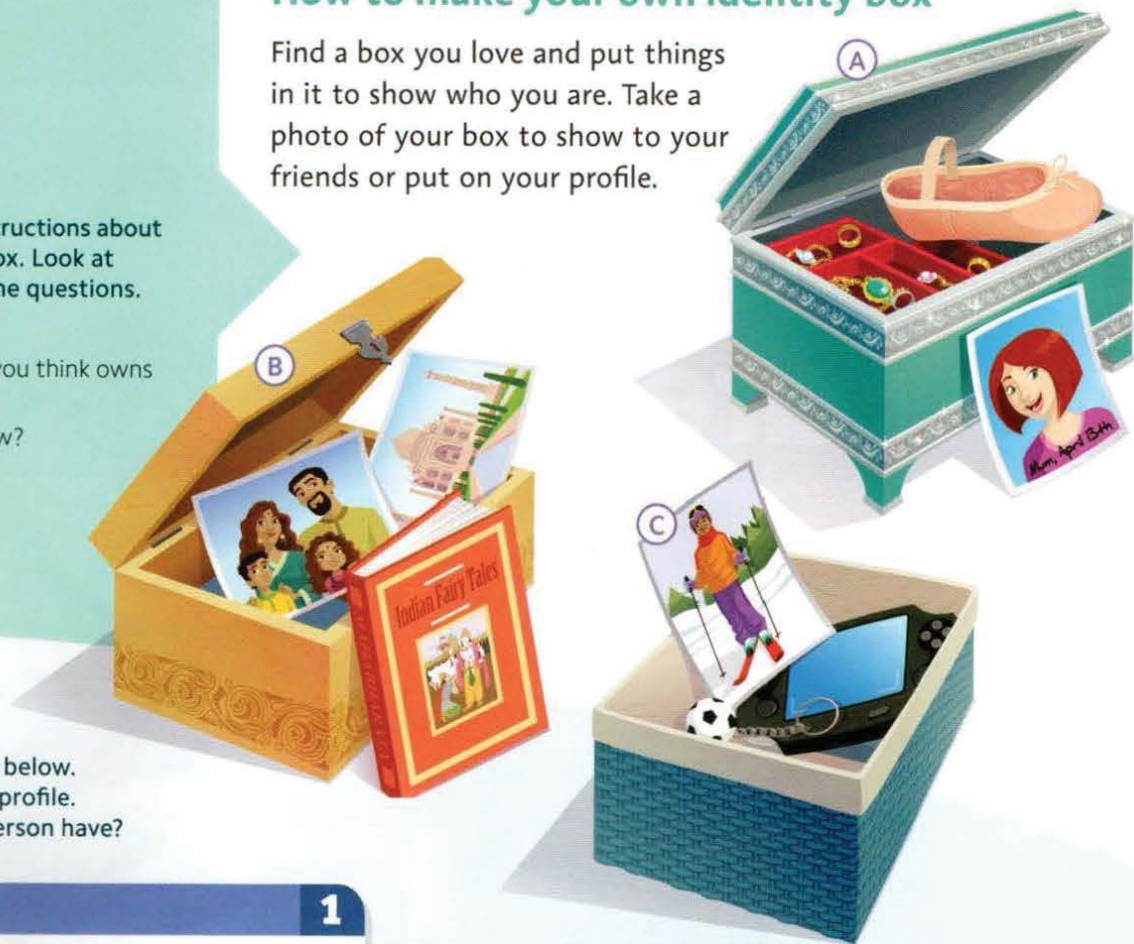 How to make your own identity box
Find a box you love and put things
in it to show who you are. Take a
photo of your box to show to your
friends or put on your profile.
A
ructions about
ox. Look at
he questions.
ou think owns
w?
B
Mum, April 13th
C
Indian Fairy Tales
below.
profile.
erson have?
1